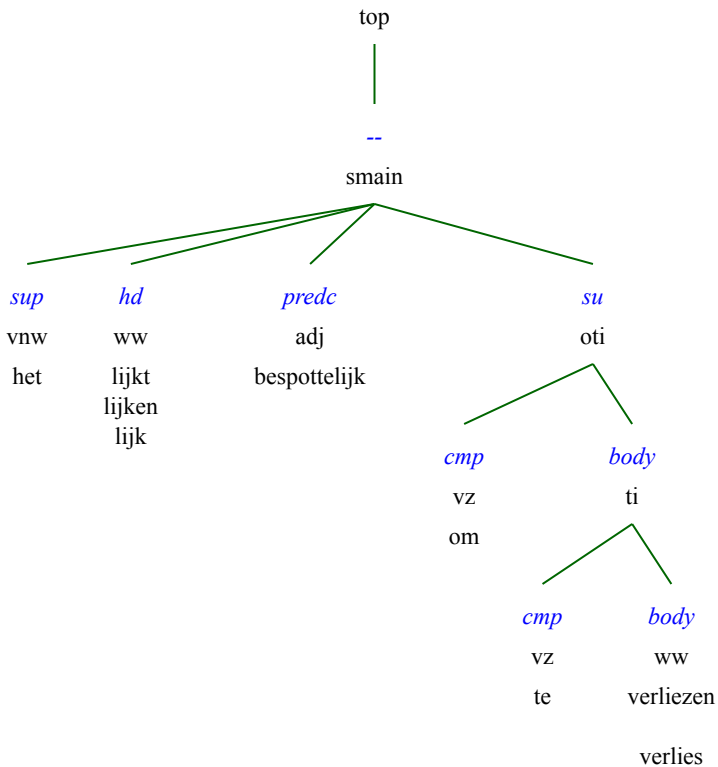 top
--
smain
sup hd predc su
vnw ww adj oti
het lijkt bespottelijk
lijken
lijk
cmp body
vz ti
om
cmp body
vz ww
te verliezen
verlies